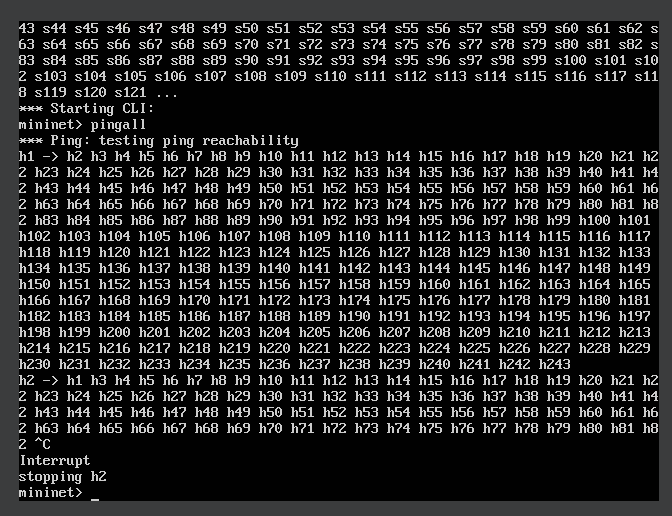 43 s44 s45 s46 s47 s48 s49 s50 s51 s52 s53 s54 s55 s56 s57 s58 s59 s60 s61 s62 s
63 s64 s65 s66 s67 s68 s69 s70 s71 s72 s73 s74 s75 s76 s77 s78 s79 s80 s81 s82 s
83 s84 s85 s86 s87 s88 s89 s90 s91 s92 s93 s94 s95 s96 s97 s98 s99 s100 s101 s10
2 s103 s104 s105 s106 s107 s108 s109 s110 s111 s112 s113 s114 s115 s116 s117 s11
8 s119 s120 s121 ...
*** Starting CLI:
mininet> pingall
*** Ping: testing ping reachability
h1 -> h2 h3 h4 h5 h6 h7 h8 h9 h10 h11 h12 h13 h14 h15 h16 h17 h18 h19 h20 h21 h2
2 h23 h24 h25 h26 h27 h28 h29 h30 h31 h32 h33 h34 h35 h36 h37 h38 h39 h40 h41 h4
2 h43 h44 h45 h46 h47 h48 h49 h50 h51 h52 h53 h54 h55 h56 h57 h58 h59 h60 h61 h6
2 h63 h64 h65 h66 h67 h68 h69 h70 h71 h72 h73 h74 h75 h76 h77 h78 h79 h80 h81 h8
2 h83 h84 h85 h86 h87 h88 h89 h90 h91 h92 h93 h94 h95 h96 h97 h98 h99 h100 h101
h102 h103 h104 h105 h106 h107 h108 h109 h110 h111 h112 h113 h114 h115 h116 h117
h118 h119 h120 h121 h122 h123 h124 h125 h126 h127 h128 h129 h130 h131 h132 h133
h134 h135 h136 h137 h138 h139 h140 h141 h142 h143 h144 h145 h146 h147 h148 h149
h150 h151 h152 h153 h154 h155 h156 h157 h158 h159 h160 h161 h162 h163 h164 h165
h166 h167 h168 h169 h170 h171 h172 h173 h174 h175 h176 h177 h178 h179 h180 h181
h182 h183 h184 h185 h186 h187 h188 h189 h190 h191 h192 h193 h194 h195 h196 h197
h198 h199 h200 h201 h202 h203 h204 h205 h206 h207 h208 h209 h210 h211 h212 h213
h214 h215 h216 h217 h218 h219 h220 h221 h222 h223 h224 h225 h226 h227 h228 h229
h230 h231 h232 h233 h234 h235 h236 h237 h238 h239 h240 h241 h242 h243
h2 -> h1 h3 h4 h5 h6 h7 h8 h9 h10 h11 h12 h13 h14 h15 h16 h17 h18 h19 h20 h21 h2
2 h23 h24 h25 h26 h27 h28 h29 h30 h31 h32 h33 h34 h35 h36 h37 h38 h39 h40 h41 h4
2 h43 h44 h45 h46 h47 h48 h49 h50 h51 h52 h53 h54 h55 h56 h57 h58 h59 h60 h61 h6
2 h63 h64 h65 h66 h67 h68 h69 h70 h71 h72 h73 h74 h75 h76 h77 h78 h79 h80 h81 h8
2 ^C
Interrupt
stopping h2
mininet> _